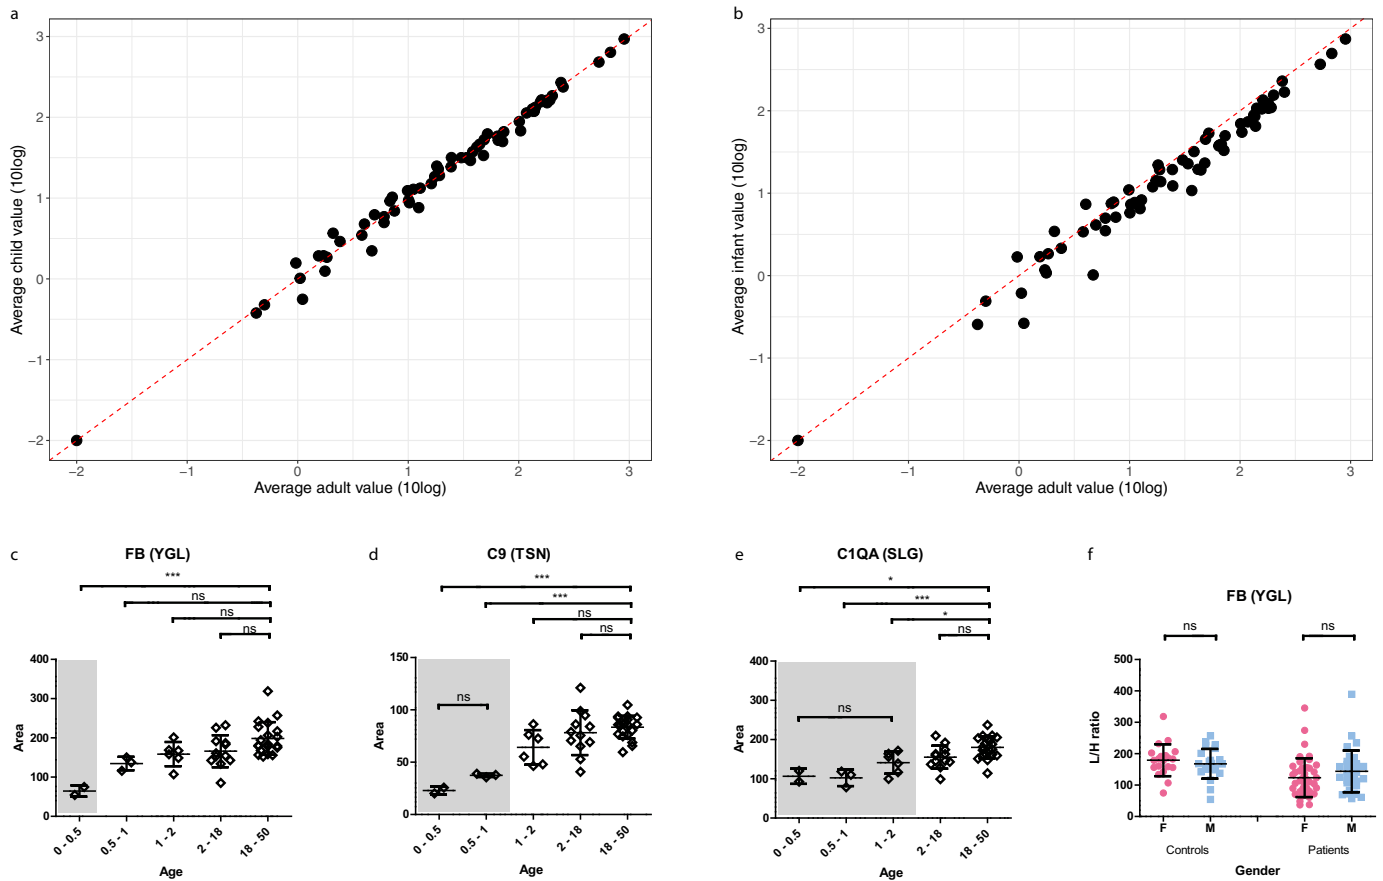 a
3
2
1
0
−1
−2
Average child value (10log)
−2
−1
0
1
2
3
Average adult value (10log)
b
3
2
1
0
−1
−2
Average infant value (10log)
−2
−1
0
1
2
3
Average adult value (10log)
c
FB (YGL)
***
ns
ns
ns
400
300
200
100
0
Area
0 - 0.5
0.5 - 1
1 - 2
2 - 18
18 - 50
Age
d
C9 (TSN)
***
***
ns
ns
ns
150
100
50
0
Area
0 - 0.5
0.5 - 1
1 - 2
2 - 18
18 - 50
Age
e
C1QA (SLG)
*
***
*
ns
ns
400
300
200
100
0
Area
0 - 0.5
0.5 - 1
1 - 2
2 - 18
18 - 50
Age
f
FB (YGL)
ns
ns
500
400
300
200
100
0
L/H ratio
F
M
F
M
Controls
Patients
Gender